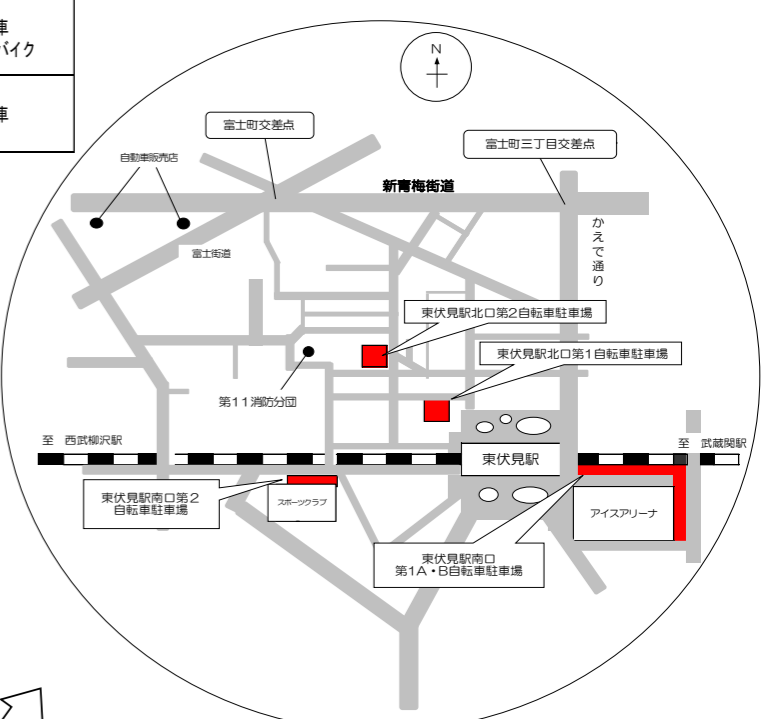 車
バイク
車
N
富士町交差点
富士町三丁目交差点
自動車販売店
新青梅街道
かえで通り
富士街道
東伏見駅北口第2自転車駐車場
東伏見駅北口第1自転車駐車場
第11消防分団
至 西武柳沢駅
至 武蔵関駅
東伏見駅
東伏見駅南口第2
自転車駐車場
スポーツクラブ
アイスアリーナ
東伏見駅南口
第1A・B自転車駐車場